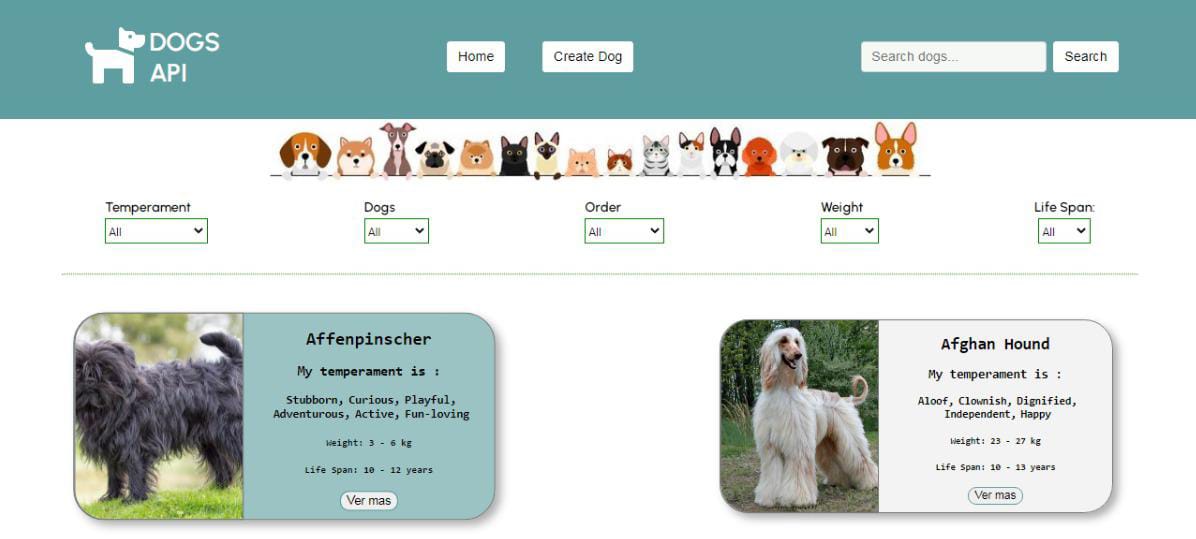 DOGS
API
Home
Create Dog
Search dogs...
Search
Temperament
Dogs
Order
Weight
Life Span:
All
All
All
All
All
Affenpinscher
My temperament is :
Stubborn, Curious, Playful,
Adventurous, Active, Fun-loving
Weight: 3 - 6 kg
Life Span: 10 - 12 years
Ver mas
Afghan Hound
My temperament is :
Aloof, Clownish, Dignified,
Independent, Happy
Weight: 23 - 27 kg
Life Span: 10 - 13 years
Ver mas